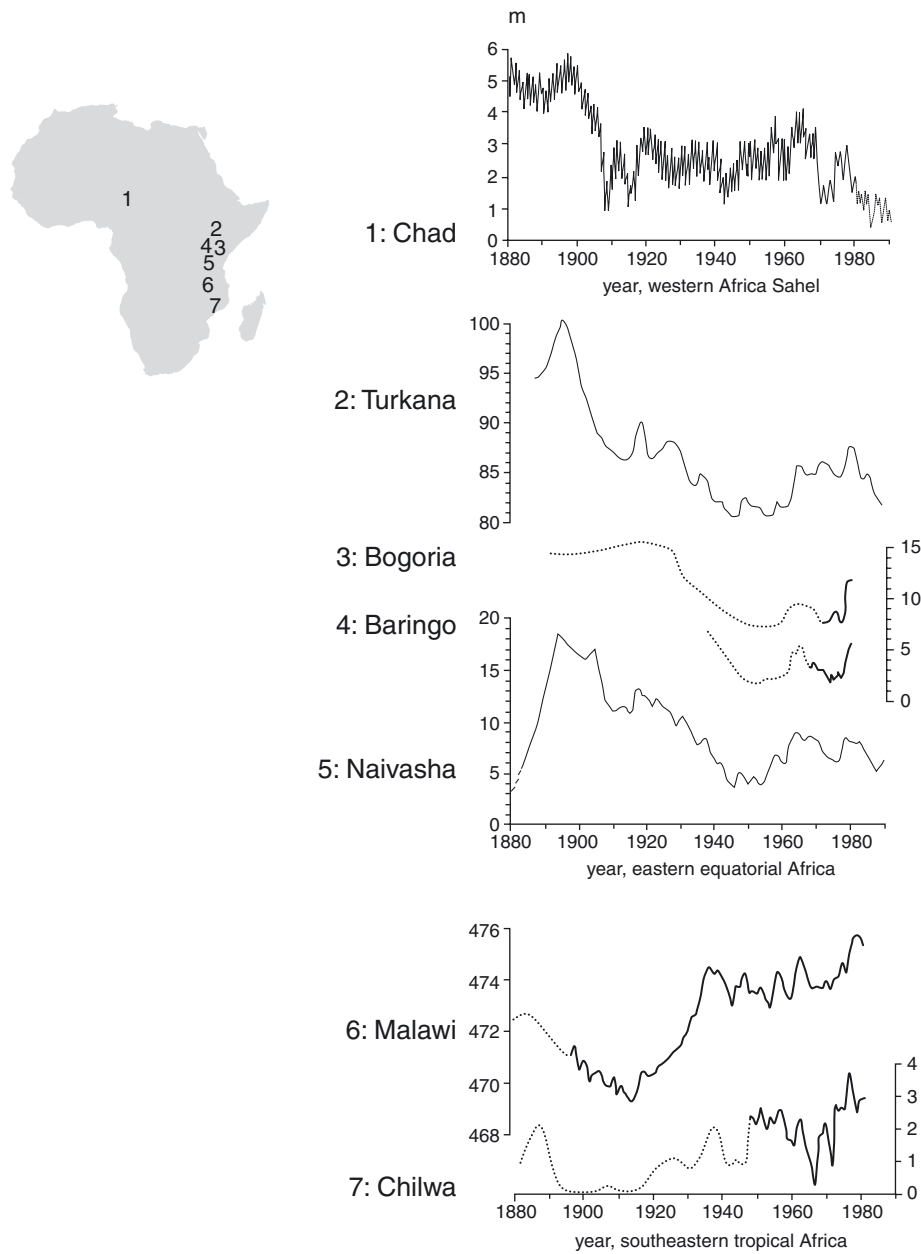 m
6
5
4
3
2
1
0
1: Chad
1880 1900 1920 1940 1960 1980
year, western Africa Sahel
1
2
4 3
5
6
7
100
95
90
85
80
2: Turkana
3: Bogoria
15
10
5
0
4: Baringo
20
15
10
5
0
5: Naivasha
1880 1900 1920 1940 1960 1980
year, eastern equatorial Africa
476
474
472
470
468
6: Malawi
4
3
2
1
0
7: Chilwa
1880 1900 1920 1940 1960 1980
year, southeastern tropical Africa